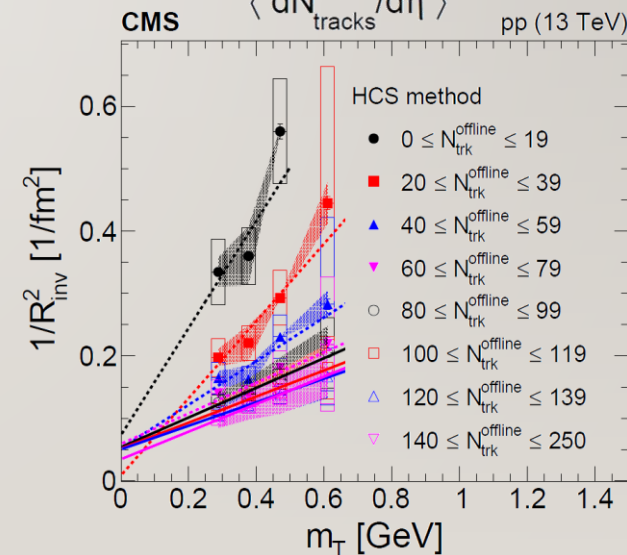 ⟨ dN tracks /dη ⟩
CMS pp (13 TeV)
HCS method
0 ≤ N_trk^offline ≤ 19
20 ≤ N_trk^offline ≤ 39
40 ≤ N_trk^offline ≤ 59
60 ≤ N_trk^offline ≤ 79
80 ≤ N_trk^offline ≤ 99
100 ≤ N_trk^offline ≤ 119
120 ≤ N_trk^offline ≤ 139
140 ≤ N_trk^offline ≤ 250
1/R²_inv [1/fm²]
0.6
0.4
0.2
0
0 0.2 0.4 0.6 0.8 1 1.2 1.4
m_T [GeV]